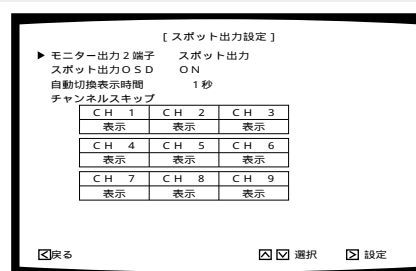 [スポット出力設定]
▶ モニター出力2端子 スポット出力
スポット出力OSD ON
自動切換表示時間 1秒
チャンネルスキップ
CH 1 CH 2 CH 3
表示 表示 表示
CH 4 CH 5 CH 6
表示 表示 表示
CH 7 CH 8 CH 9
表示 表示 表示
<戻る ∧ ∨ 選択 > 設定